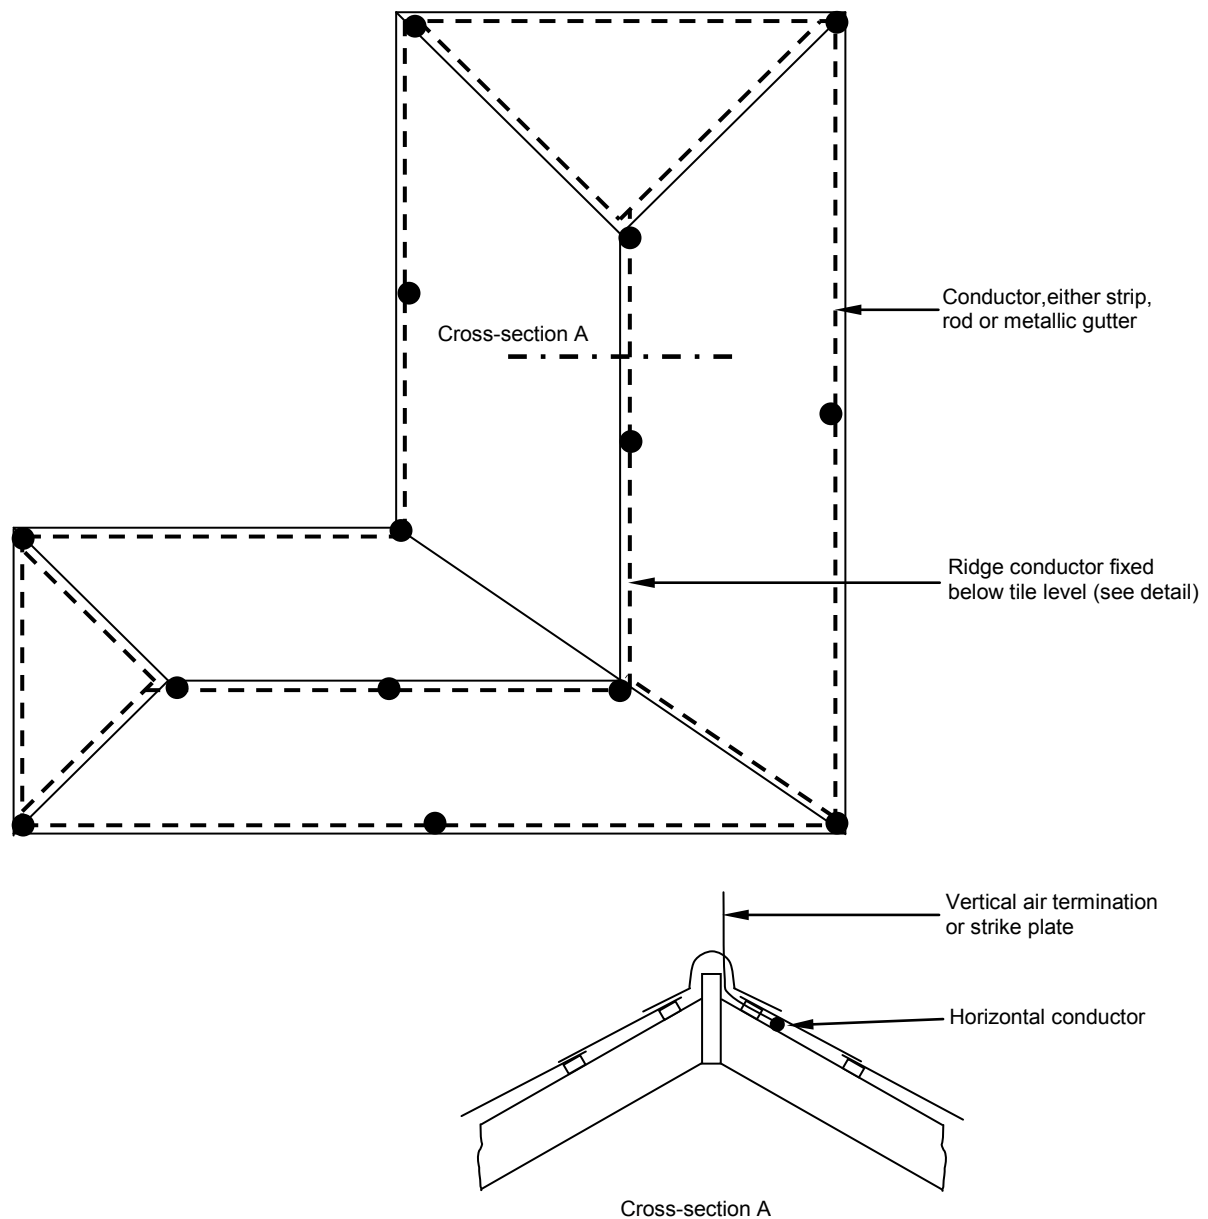 Conductor,either strip,
rod or metallic gutter
Cross-section A
Ridge conductor fixed
below tile level (see detail)
Vertical air termination
or strike plate
Horizontal conductor
Cross-section A